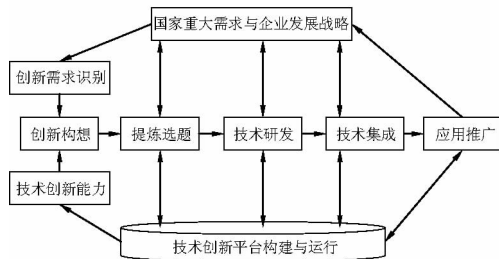 国家重大需求与企业发展战略
创新需求识别
创新构想
提炼选题
技术研发
技术集成
应用推广
技术创新能力
技术创新平台构建与运行